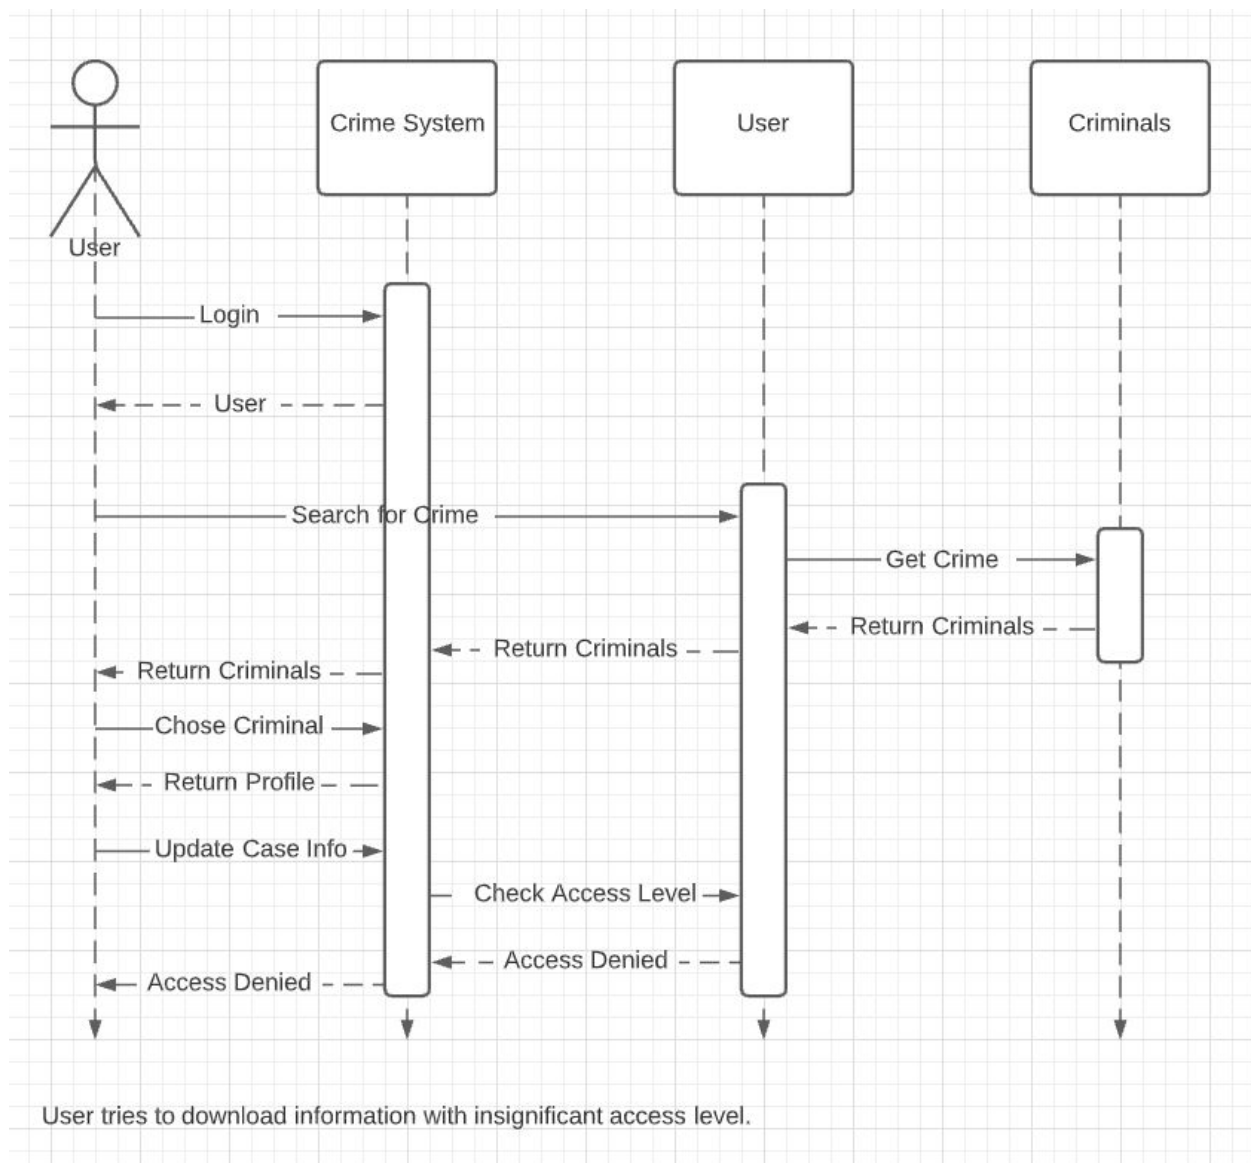 Crime System
User
Criminals
User
Login
User
Search for Crime
Get Crime
Return Criminals
Return Criminals
Return Criminals
Chose Criminal
Return Profile
Update Case Info
Check Access Level
Access Denied
Access Denied
User tries to download information with insignificant access level.